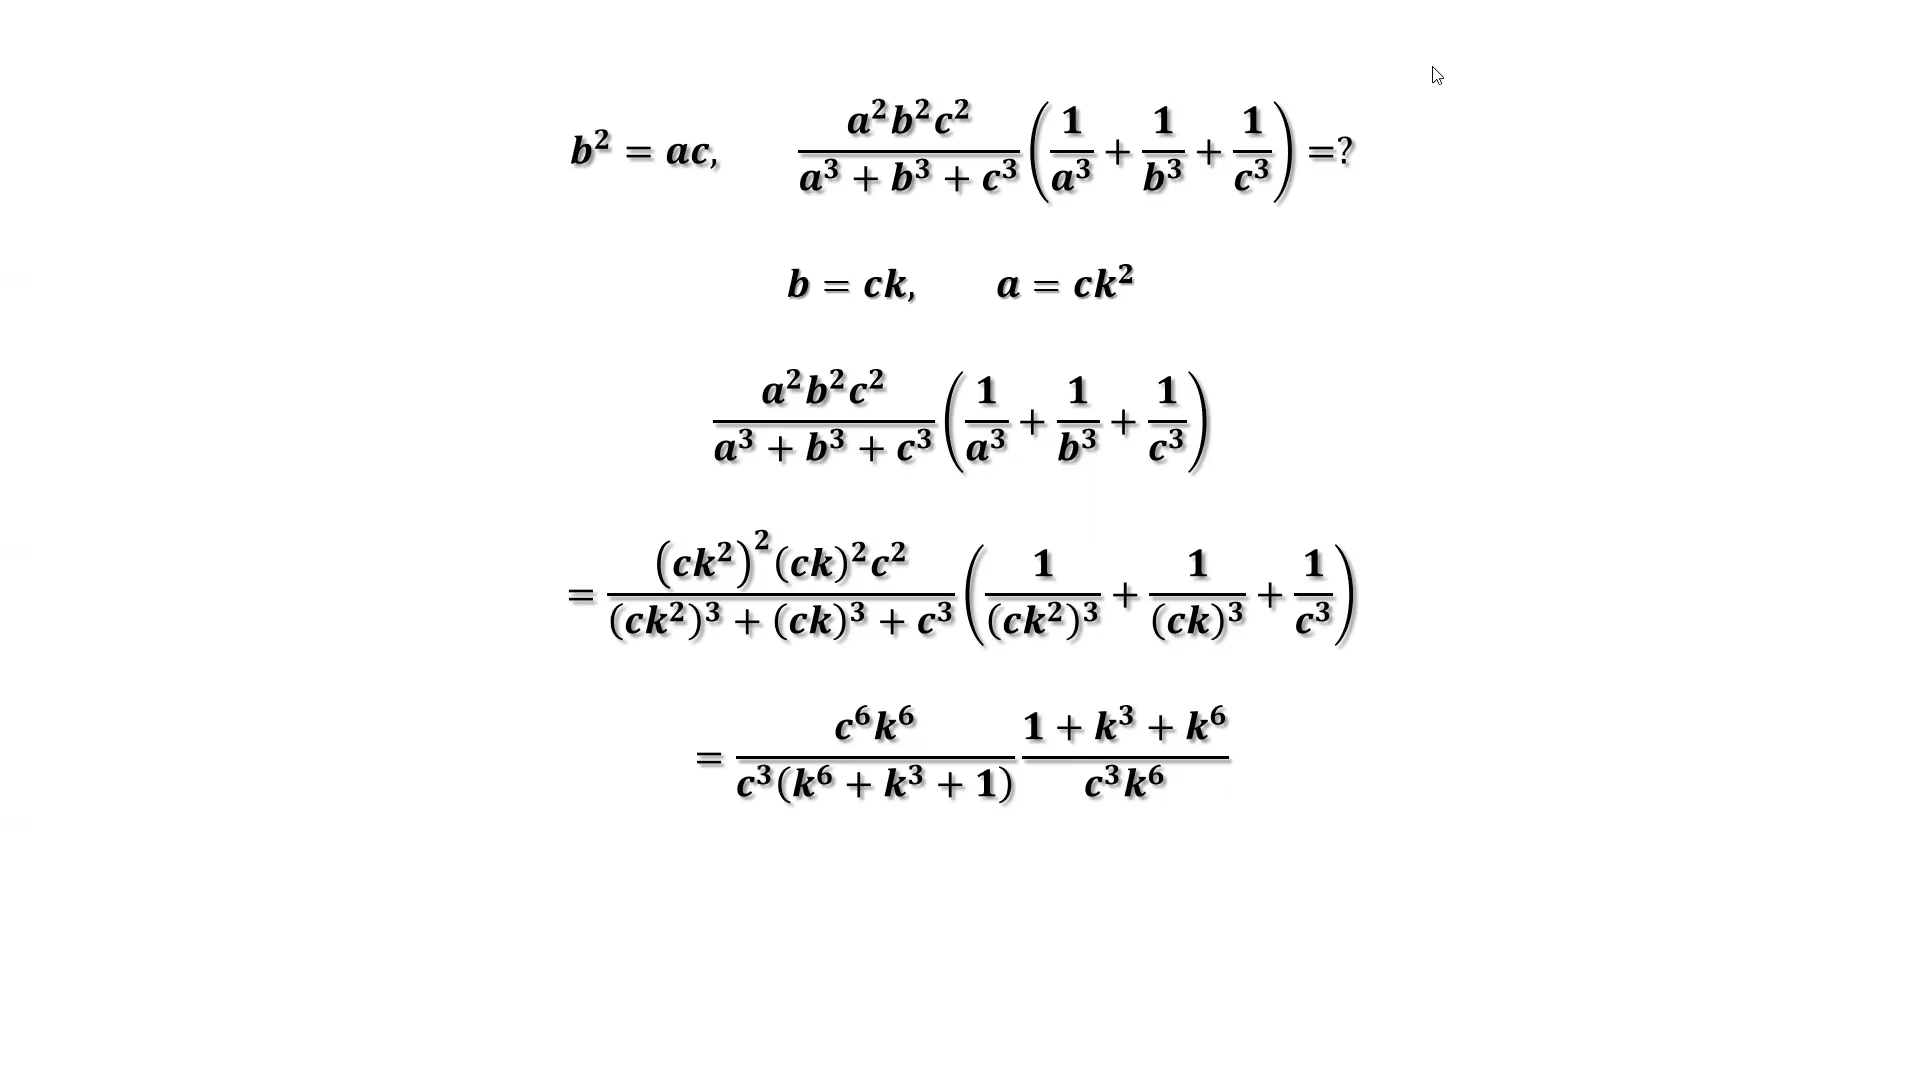 b² = ac, a²b²c² / (a³ + b³ + c³) (1/a³ + 1/b³ + 1/c³) =?
b = ck, a = ck²
a²b²c² / (a³ + b³ + c³) (1/a³ + 1/b³ + 1/c³)
= (ck²)²(ck)²c² / ((ck²)³ + (ck)³ + c³) (1/(ck²)³ + 1/(ck)³ + 1/c³)
= c⁶k⁶ / (c³(k⁶ + k³ + 1)) (1 + k³ + k⁶) / (c³k⁶)